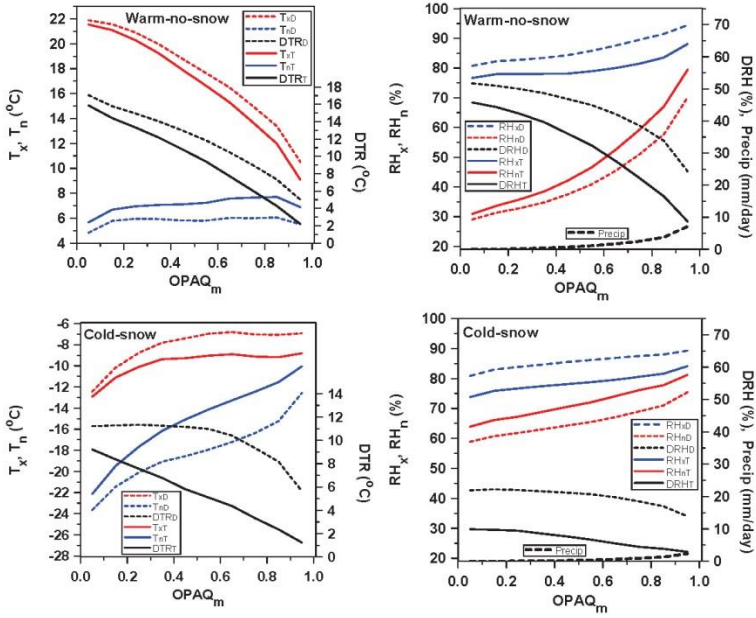 Warm-no-snow
TxD
TnD
DTRD
TxT
TnT
DTRT
Tx, Tn (°C)
24
22
20
18
16
14
12
10
8
6
4
DTR (°C)
18
16
14
12
10
8
6
4
2
0
0.0 0.2 0.4 0.6 0.8 1.0
OPAQm
Warm-no-snow
RHx, RHn (%)
100
90
80
70
60
50
40
30
20
RHxD
RHnD
DRHD
RHxT
RHnT
DRHT
Precip
DRH (%), Precip (mm/day)
70
60
50
40
30
20
10
0
0.0 0.2 0.4 0.6 0.8 1.0
OPAQm
Cold-snow
Tx, Tn (°C)
-6
-8
-10
-12
-14
-16
-18
-20
-22
-24
-26
-28
TxD
TnD
DTRD
TxT
TnT
DTRT
DTR (°C)
14
12
10
8
6
4
2
0
0.0 0.2 0.4 0.6 0.8 1.0
OPAQm
Cold-snow
RHx, RHn (%)
100
90
80
70
60
50
40
30
20
RHxD
RHnD
DRHD
RHxT
RHnT
DRHT
Precip
DRH (%), Precip (mm/day)
70
60
50
40
30
20
10
0
0.0 0.2 0.4 0.6 0.8 1.0
OPAQm